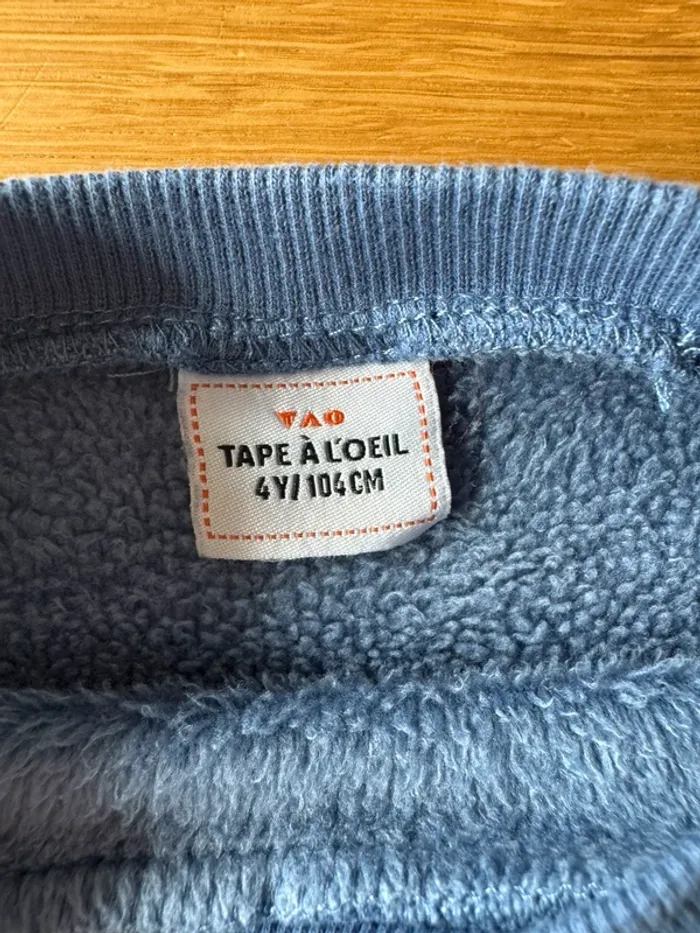 TAO
TAPE À L'OEIL
4Y/104CM